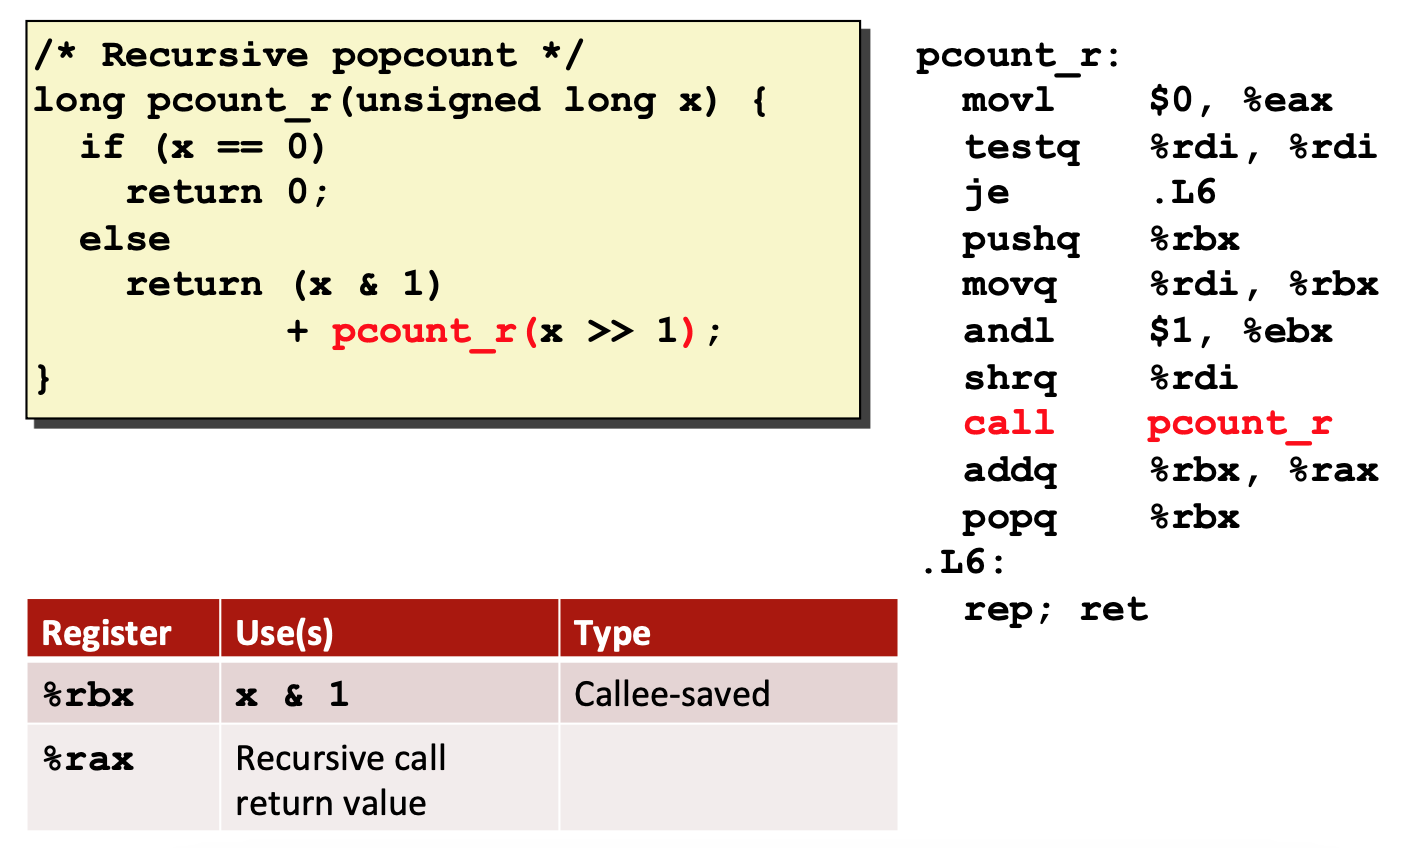 /* Recursive popcount */
long pcount_r(unsigned long x) {
  if (x == 0)
    return 0;
  else
    return (x & 1)
           + pcount_r(x >> 1);
}
pcount_r:
  movl    $0, %eax
  testq   %rdi, %rdi
  je      .L6
  pushq   %rbx
  movq    %rdi, %rbx
  andl    $1, %ebx
  shrq    %rdi
  call    pcount_r
  addq    %rbx, %rax
  popq    %rbx
.L6:
  rep; ret
Register Use(s) Type
%rbx x & 1 Callee-saved
%rax Recursive call
return value